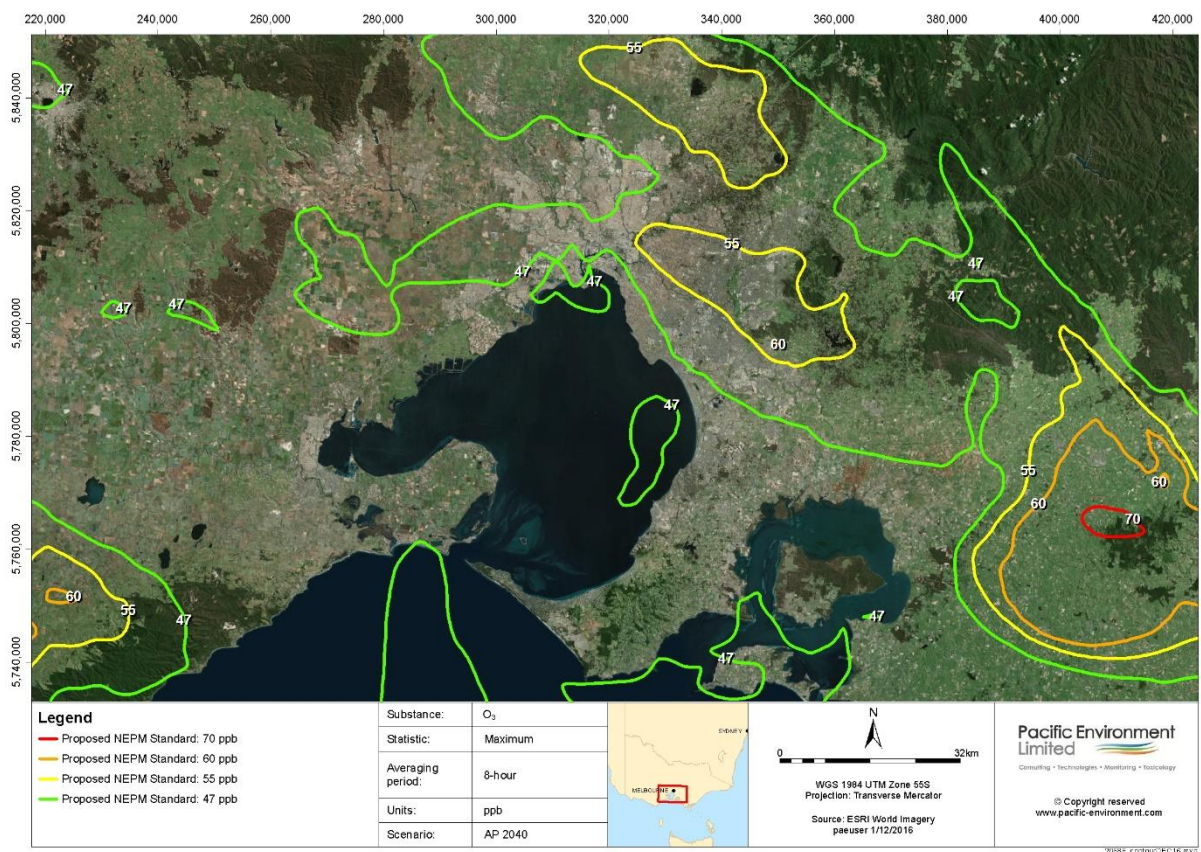 220,000 240,000 260,000 280,000 300,000 320,000 340,000 360,000 380,000 400,000 420,000
5,840,000
5,820,000
5,800,000
5,780,000
5,760,000
5,740,000
55
47
55
47
47
47
47
47
47
47
60
47
55
60
60
70
60
55
47
47
47
Legend
Proposed NEPM Standard: 70 ppb
Proposed NEPM Standard: 60 ppb
Proposed NEPM Standard: 55 ppb
Proposed NEPM Standard: 47 ppb
Substance: O₃
Statistic: Maximum
Averaging period: 8-hour
Units: ppb
Scenario: AP 2040
SYDNEY
MELBOURNE
N
0 32km
WGS 1984 UTM Zone 55S
Projection: Transverse Mercator
Source: ESRI World Imagery
paeuser 1/12/2016
Pacific Environment
Limited
Consulting • Technologies • Monitoring • Toxicology
© Copyright reserved
www.pacific-environment.com